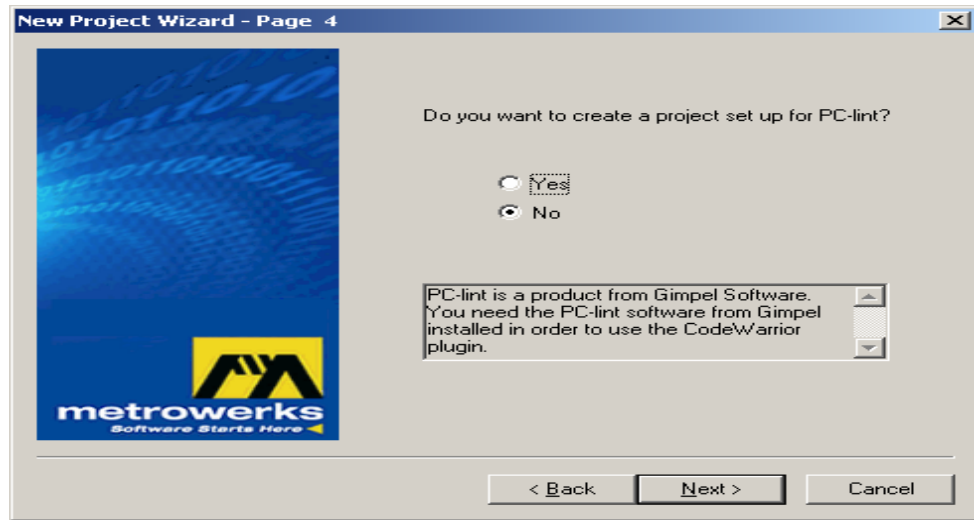 New Project Wizard - Page 4
Do you want to create a project set up for PC-lint?
Yes
No
PC-lint is a product from Gimpel Software.
You need the PC-lint software from Gimpel
installed in order to use the CodeWarrior
plugin.
metrowerks
Software Starts Here
< Back
Next >
Cancel